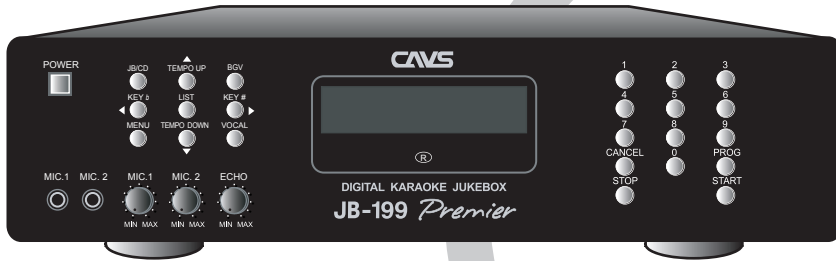 POWER
JB/CD TEMPO UP BGV
KEY♭ LIST KEY #
MENU TEMPO DOWN VOCAL
MIC.1 MIC. 2 MIC.1 MIC. 2 ECHO
MIN MAX MIN MAX MIN MAX
CAVS
®
DIGITAL KARAOKE JUKEBOX
JB-199 Premier
1 2 3
4 5 6
7 8 9
CANCEL 0 PROG
STOP START